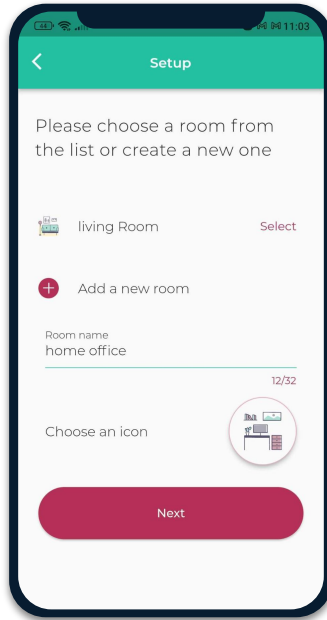 44 11:03
Setup
Please choose a room from
the list or create a new one
living Room
Select
Add a new room
Room name
home office
12/32
Choose an icon
Next